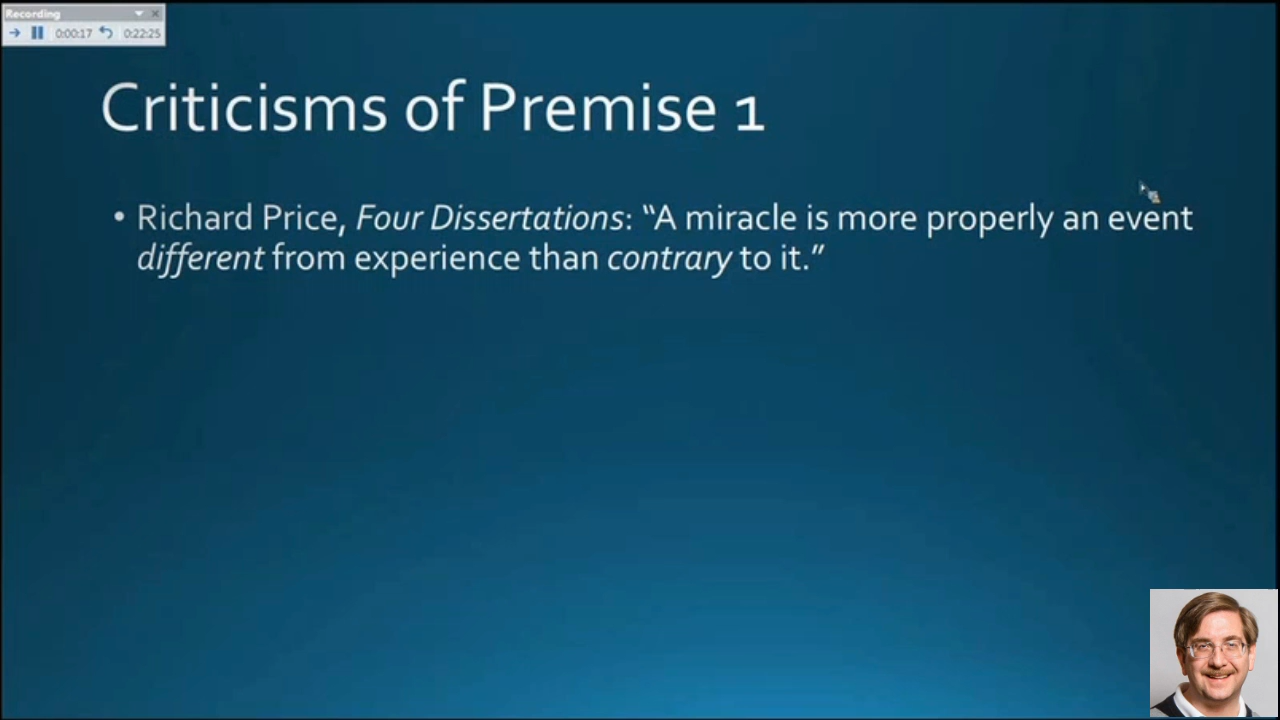 Recording
0:00:17 0:22:25
Criticisms of Premise 1
• Richard Price, Four Dissertations: “A miracle is more properly an event
different from experience than contrary to it.”